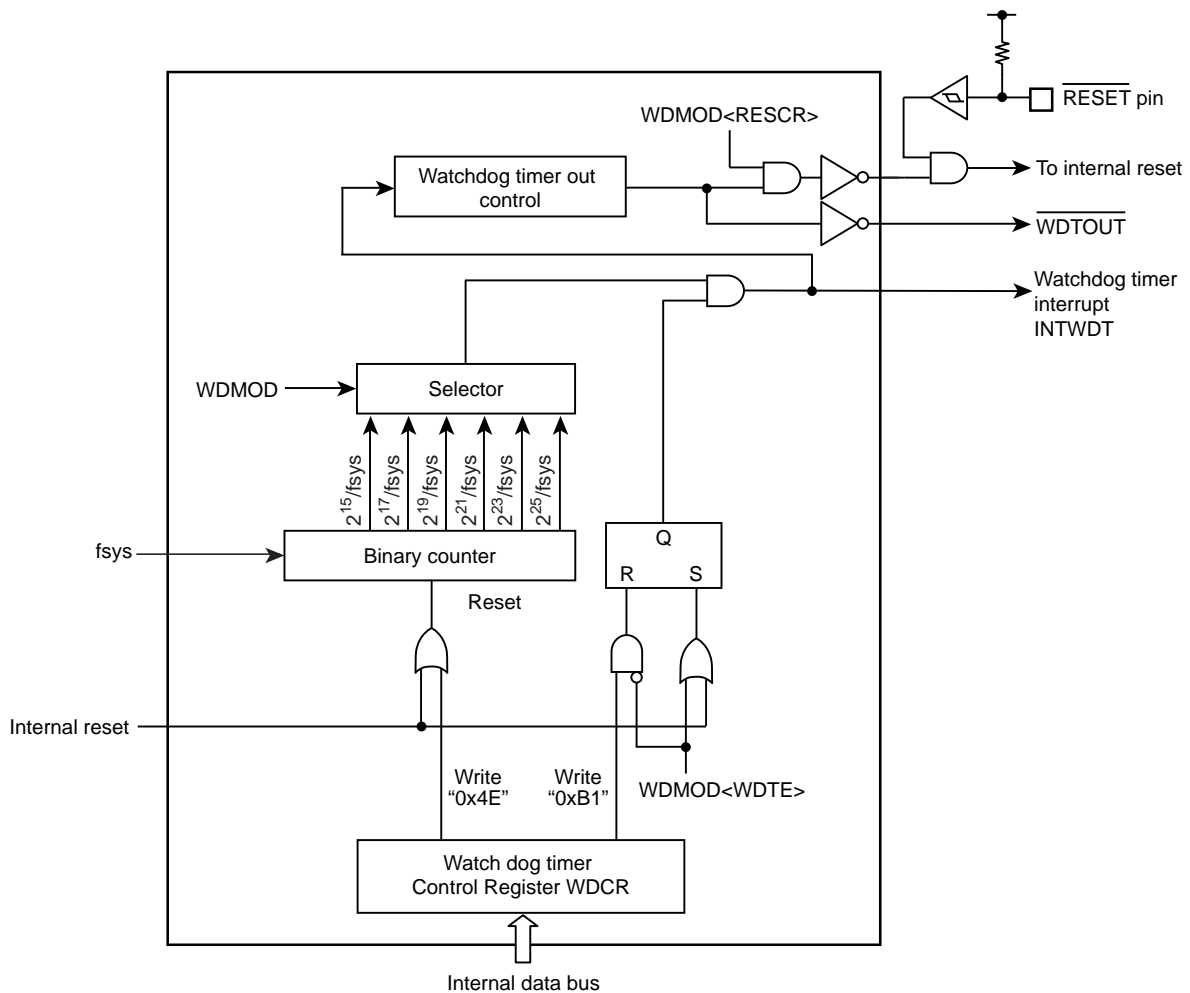 WDMOD<RESCR>
RESET pin
Watchdog timer out
control
To internal reset
WDTOUT
Watchdog timer
interrupt
INTWDT
WDMOD
Selector
2^15/fsys
2^17/fsys
2^19/fsys
2^21/fsys
2^23/fsys
2^25/fsys
fsys
Binary counter
Q
R S
Reset
Internal reset
Write
“0x4E”
Write
“0xB1”
WDMOD<WDTE>
Watch dog timer
Control Register WDCR
Internal data bus